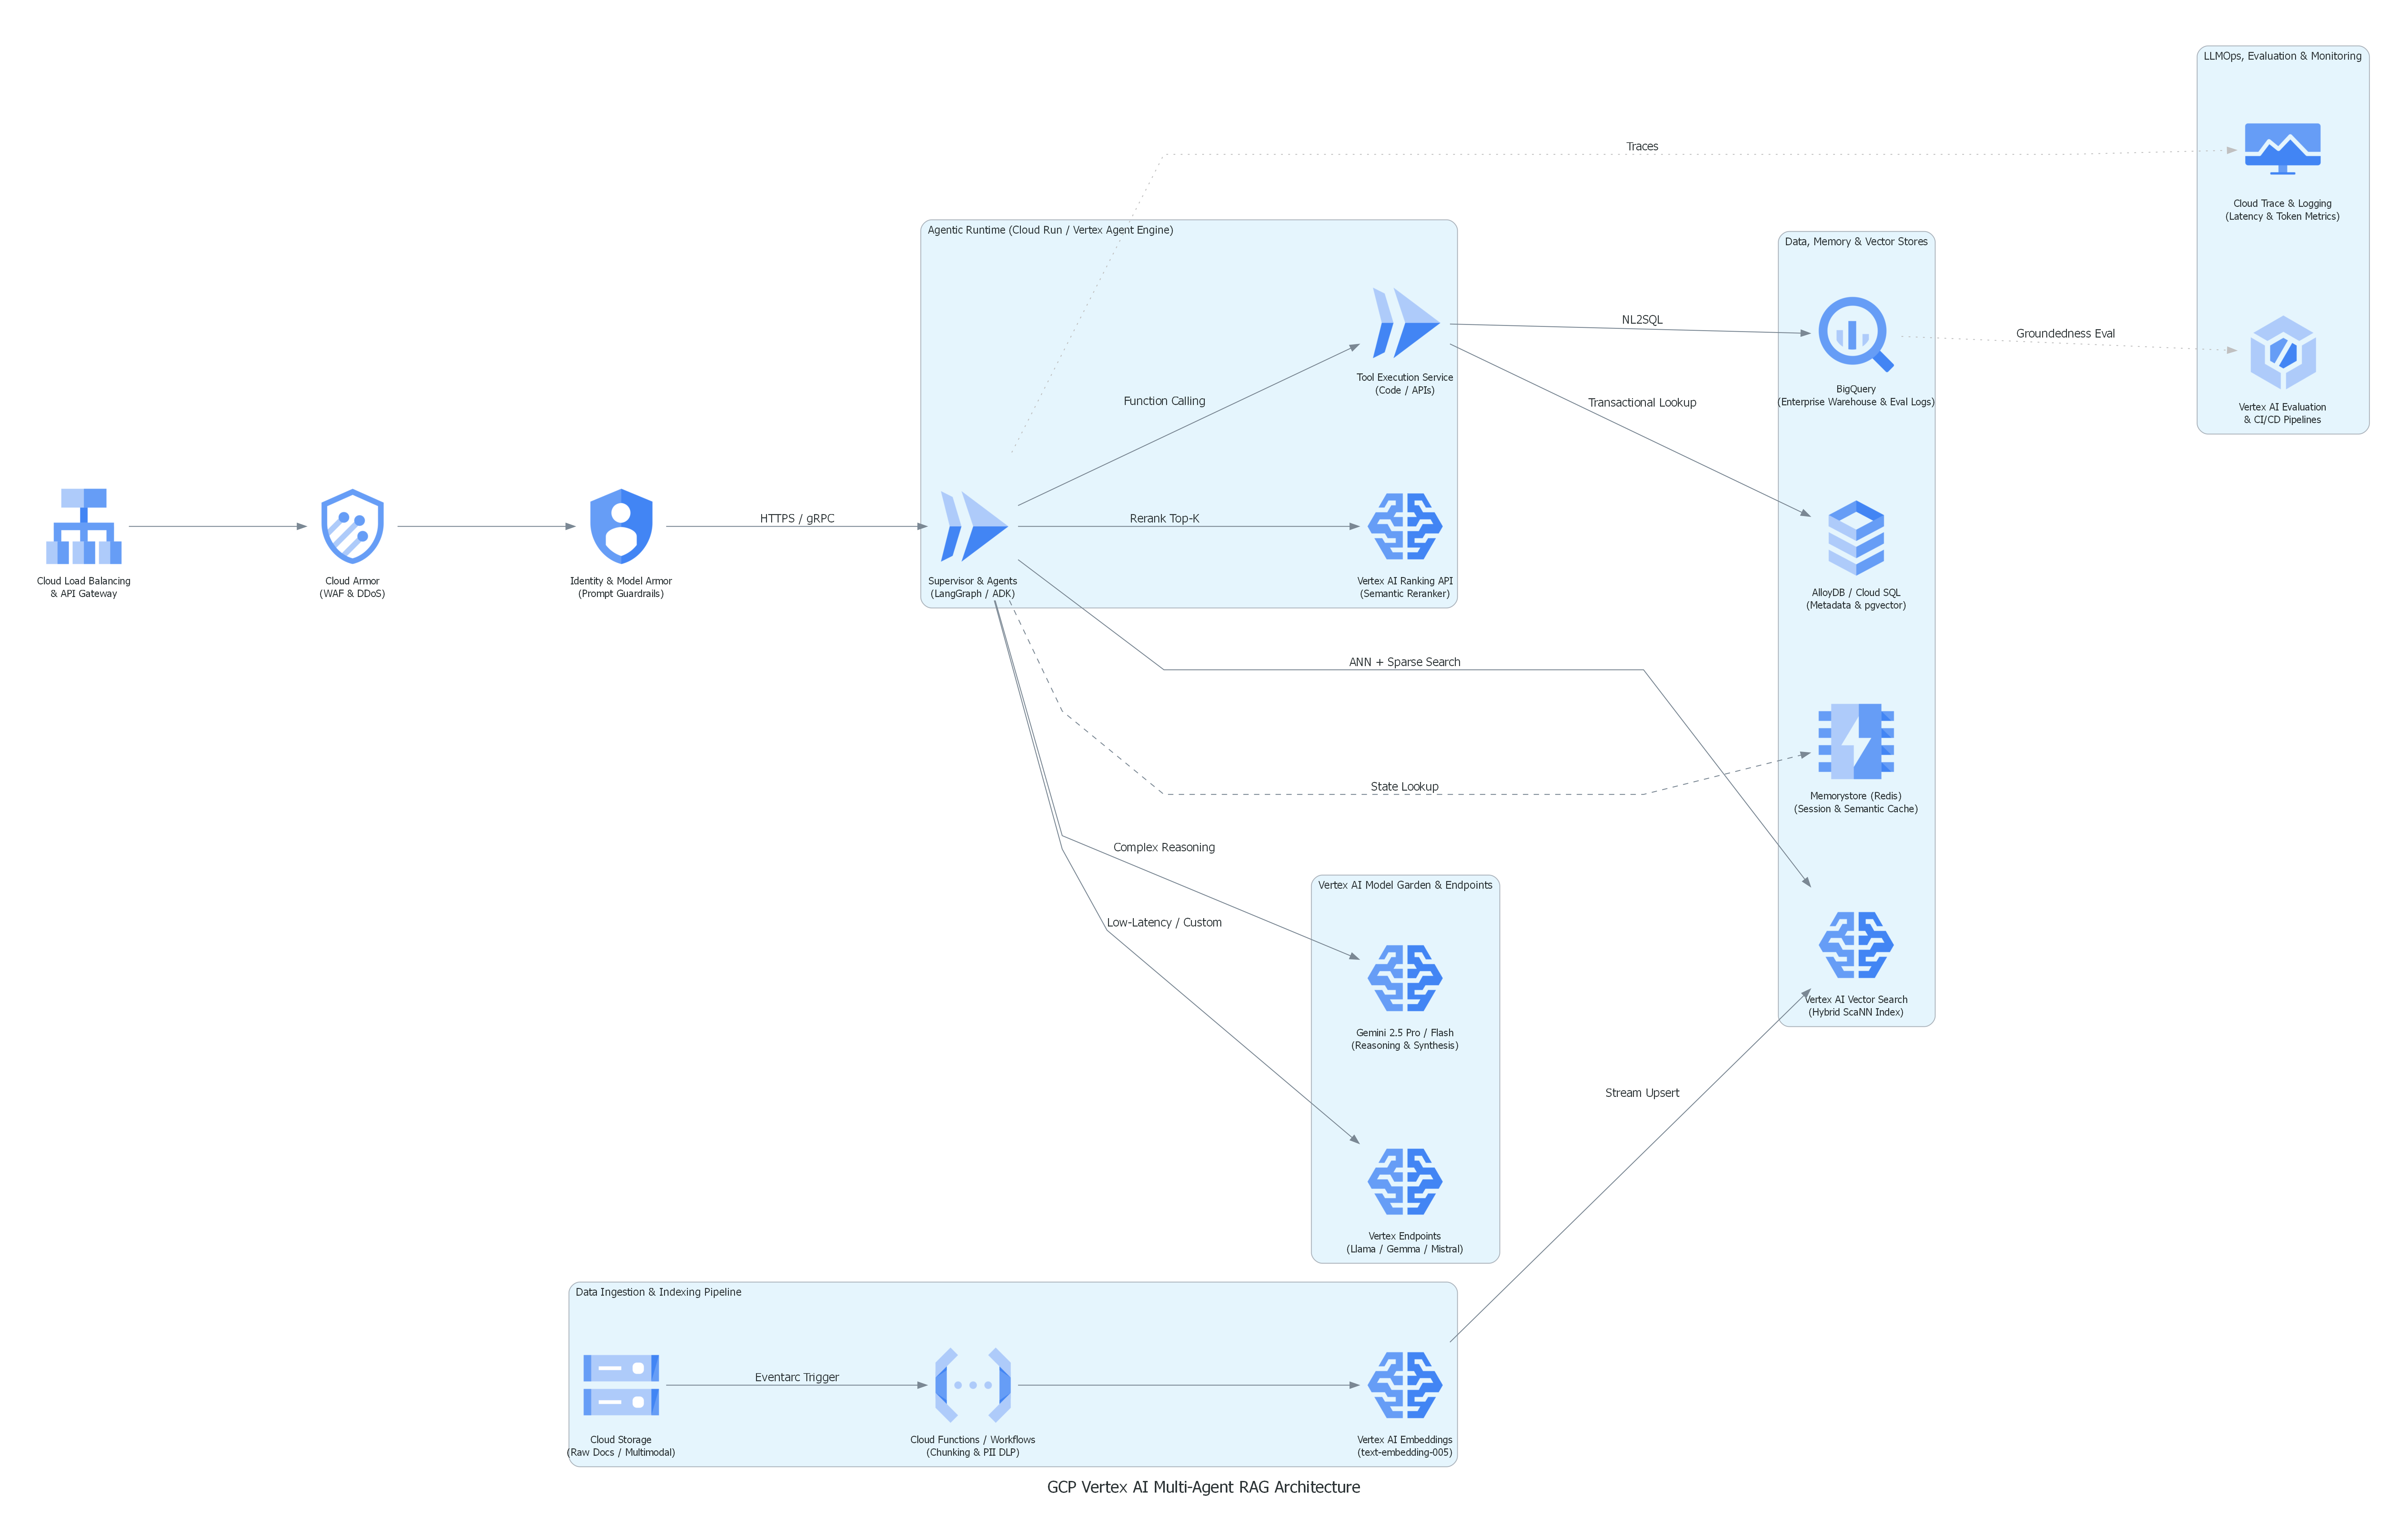 LLMOps, Evaluation & Monitoring
Traces
Cloud Trace & Logging
(Latency & Token Metrics)
Agentic Runtime (Cloud Run / Vertex Agent Engine)
Data, Memory & Vector Stores
NL2SQL
Groundedness Eval
Tool Execution Service
(Code / APIs)
BigQuery
(Enterprise Warehouse & Eval Logs)
Vertex AI Evaluation
& CI/CD Pipelines
Function Calling
Transactional Lookup
HTTPS / gRPC
Rerank Top-K
Cloud Load Balancing
& API Gateway
Cloud Armor
(WAF & DDoS)
Identity & Model Armor
(Prompt Guardrails)
Supervisor & Agents
(LangGraph / ADK)
Vertex AI Ranking API
(Semantic Reranker)
AlloyDB / Cloud SQL
(Metadata & pgvector)
ANN + Sparse Search
State Lookup
Memorystore (Redis)
(Session & Semantic Cache)
Complex Reasoning
Vertex AI Model Garden & Endpoints
Low-Latency / Custom
Vertex AI Vector Search
(Hybrid ScaNN Index)
Gemini 2.5 Pro / Flash
(Reasoning & Synthesis)
Stream Upsert
Vertex Endpoints
(Llama / Gemma / Mistral)
Data Ingestion & Indexing Pipeline
Eventarc Trigger
Cloud Storage
(Raw Docs / Multimodal)
Cloud Functions / Workflows
(Chunking & PII DLP)
Vertex AI Embeddings
(text-embedding-005)
GCP Vertex AI Multi-Agent RAG Architecture